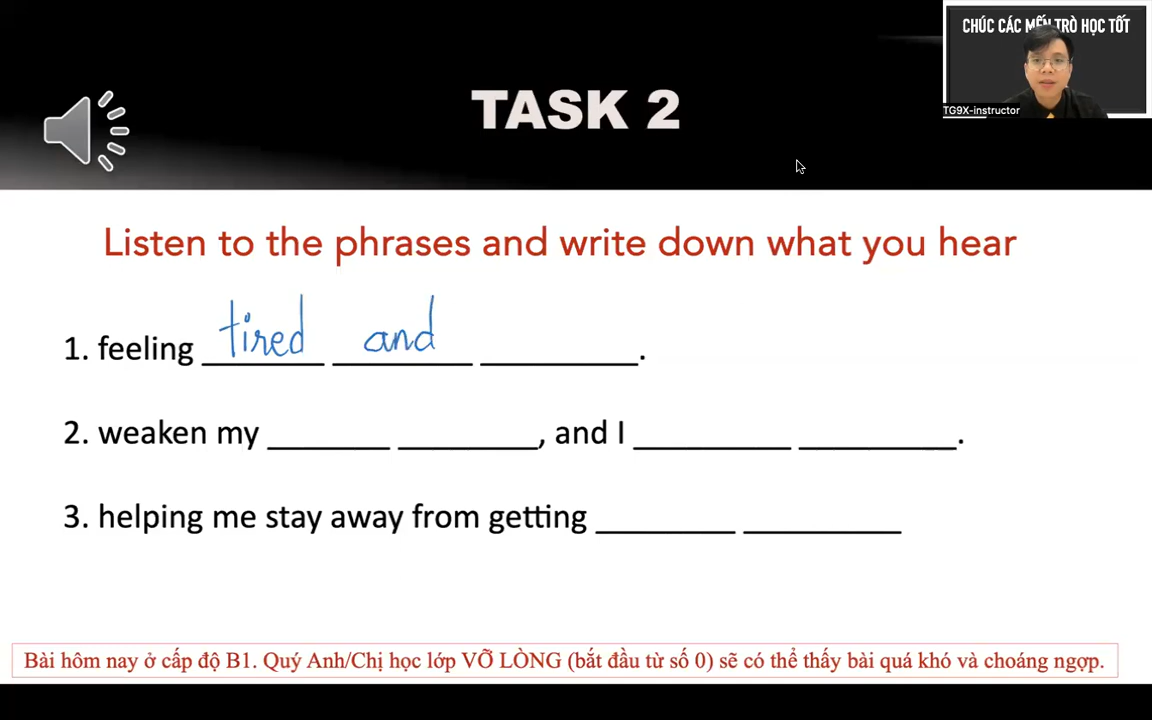 CHÚC CÁC MẾN TRÒ HỌC TỐT
TG9X-instructor
TASK 2
Listen to the phrases and write down what you hear
1. feeling tired and ________.
2. weaken my ________ ________, and I ________ ________.
3. helping me stay away from getting ________ ________
Bài hôm nay ở cấp độ B1. Quý Anh/Chị học lớp VỠ LÒNG (bắt đầu từ số 0) sẽ có thể thấy bài quá khó và choáng ngợp.